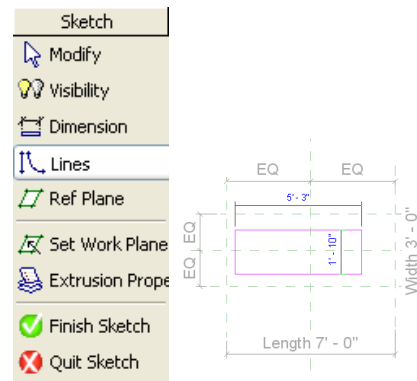 Sketch
Modify
Visibility
Dimension
Lines
Ref Plane
Set Work Plane
Extrusion Prope
Finish Sketch
Quit Sketch
EQ EQ
5' - 3"
EQ
EQ
1' - 10"
Width 3' - 0"
Length 7' - 0"